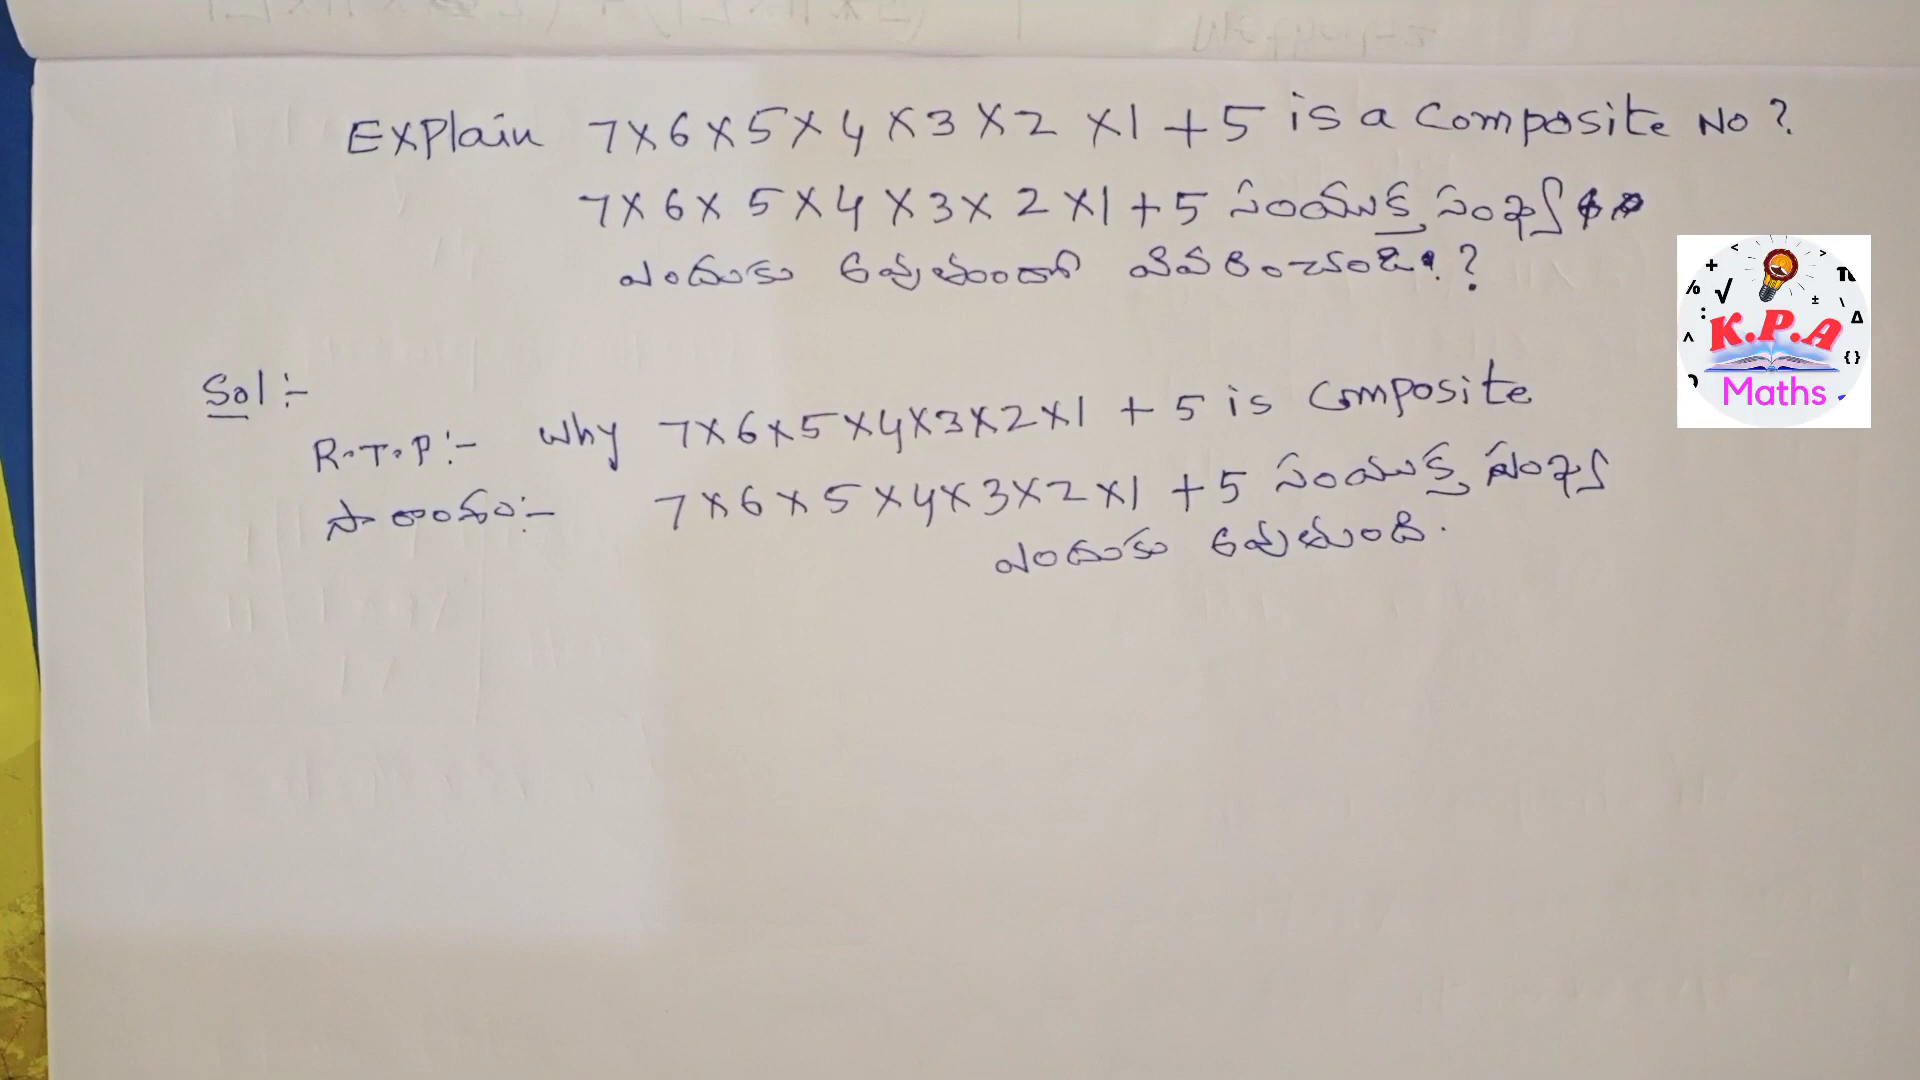 Explain 7×6×5×4×3×2×1+5 is a composite No?
7×6×5×4×3×2×1+5 సంయుక్త సంఖ్య
ఎందుకు అవుతుందో వివరించండి?
Sol:-
R.T.P:- Why 7×6×5×4×3×2×1+5 is composite
సారాంశం:- 7×6×5×4×3×2×1+5 సంయుక్త సంఖ్య
ఎందుకు అవుతుంది.
K.P.A
Maths